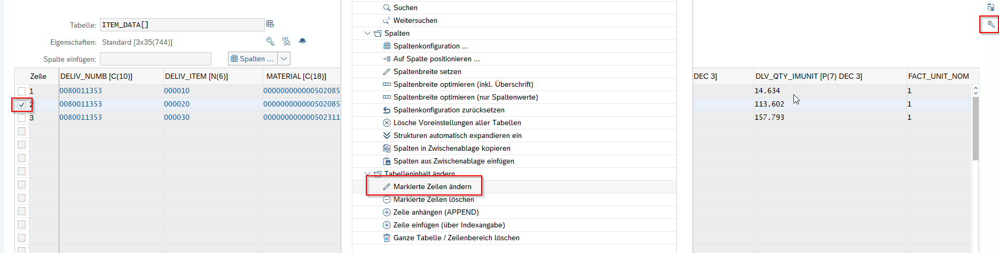 Tabelle: ITEM_DATA[]
Eigenschaften: Standard [3x35(744)]
Spalte einfügen: Spalten ...
Zeile DELIV_NUMB [C(10)] DELIV_ITEM [N(6)] MATERIAL [C(18)]
1 0080011353 000010 000000000000502085
2 0080011353 000020 000000000000502085
3 0080011353 000030 000000000000502311
Suchen
Weitersuchen
Spalten
Spaltenkonfiguration ...
Auf Spalte positionieren ...
Spaltenbreite setzen
Spaltenbreite optimieren (inkl. Überschrift)
Spaltenbreite optimieren (nur Spaltenwerte)
Spaltenkonfiguration zurücksetzen
Lösche Voreinstellungen aller Tabellen
Strukturen automatisch expandieren ein
Spalten in Zwischenablage kopieren
Spalten aus Zwischenablage einfügen
Tabelleninhalt ändern
Markierte Zeilen ändern
Markierte Zeilen löschen
Zeile anhängen (APPEND)
Zeile einfügen (über Indexangabe)
Ganze Tabelle / Zeilenbereich löschen
DEC 3] DLV_QTY_IMUNIT [P(7) DEC 3] FACT_UNIT_NOM
14.634 1
113.602 1
157.793 1